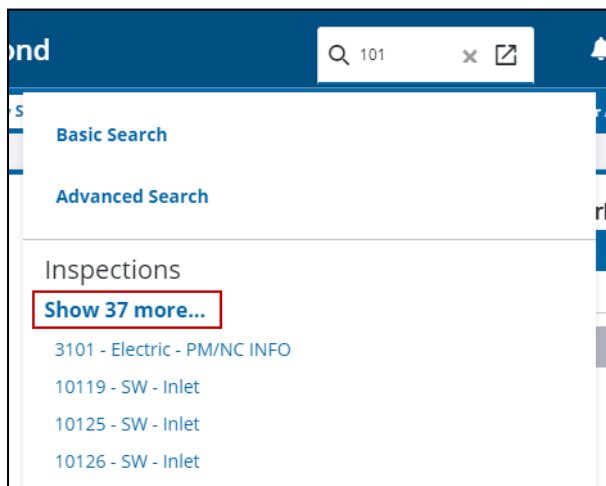 ond
101
Basic Search
Advanced Search
Inspections
Show 37 more...
3101 - Electric - PM/NC INFO
10119 - SW - Inlet
10125 - SW - Inlet
10126 - SW - Inlet